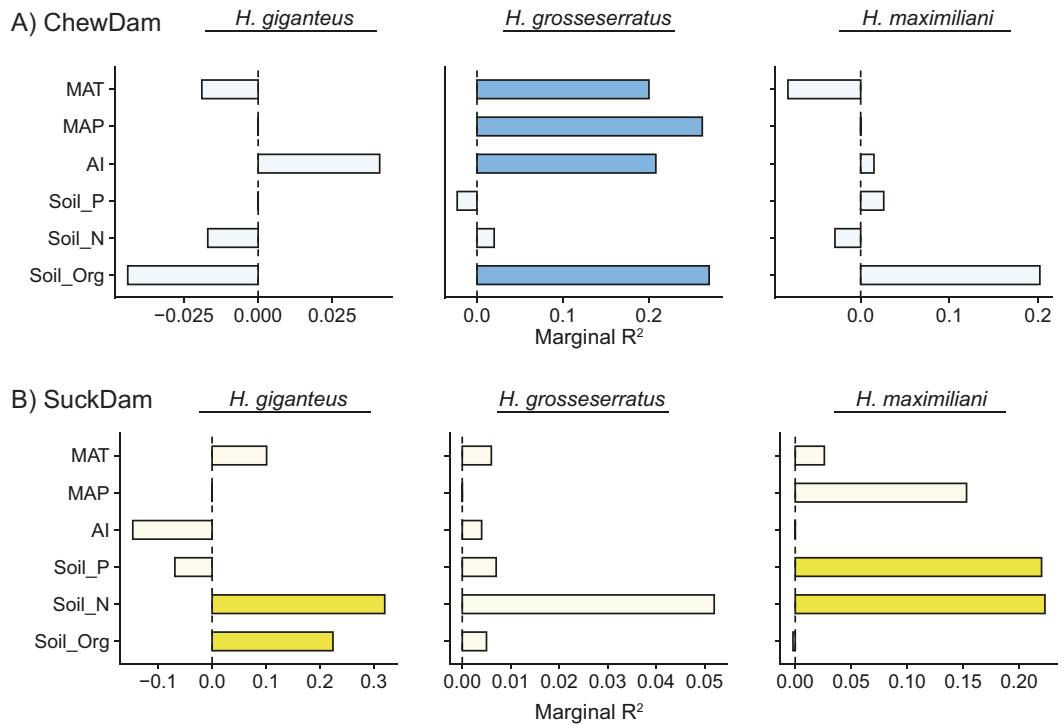 A) ChewDam
H. giganteus
H. grosseserratus
H. maximiliani
MAT
MAP
AI
Soil_P
Soil_N
Soil_Org
−0.025 0.000 0.025
0.0 0.1 0.2
0.0 0.1 0.2
Marginal R²
B) SuckDam
H. giganteus
H. grosseserratus
H. maximiliani
MAT
MAP
AI
Soil_P
Soil_N
Soil_Org
−0.1 0.0 0.1 0.2 0.3
0.00 0.01 0.02 0.03 0.04 0.05
0.00 0.05 0.10 0.15 0.20
Marginal R²